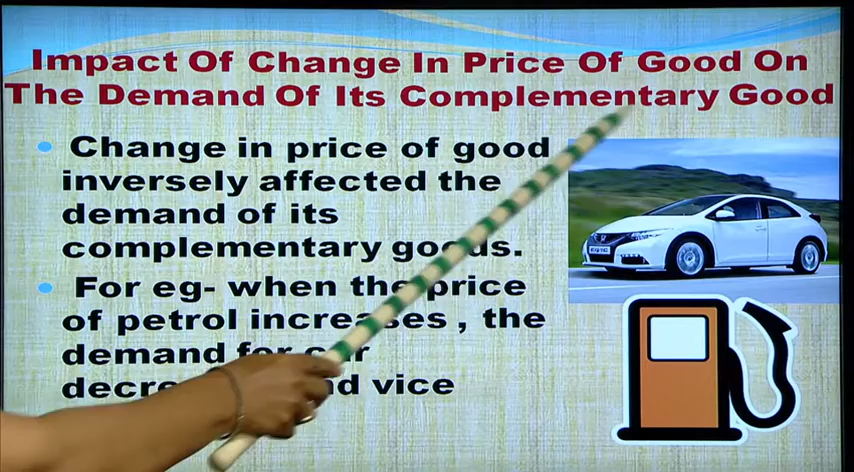 Impact Of Change In Price Of Good On
The Demand Of Its Complementary Good
Change in price of good
inversely affected the
demand of its
complementary goods.
For eg- when the price
of petrol increases , the
demand for car
vice